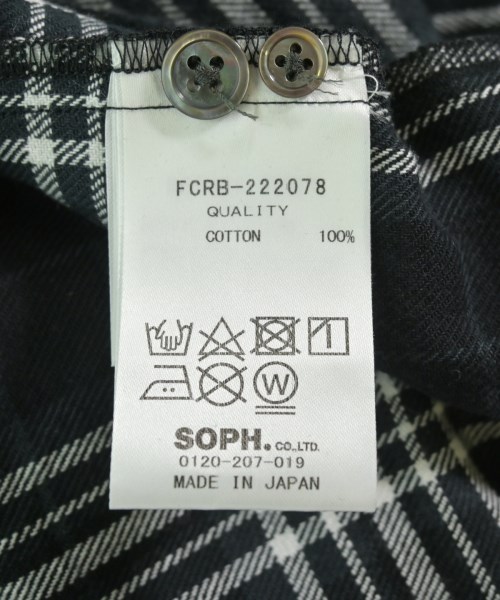 FCRB-222078
QUALITY
COTTON 100%
W
SOPH. CO.,LTD.
0120-207-019
MADE IN JAPAN